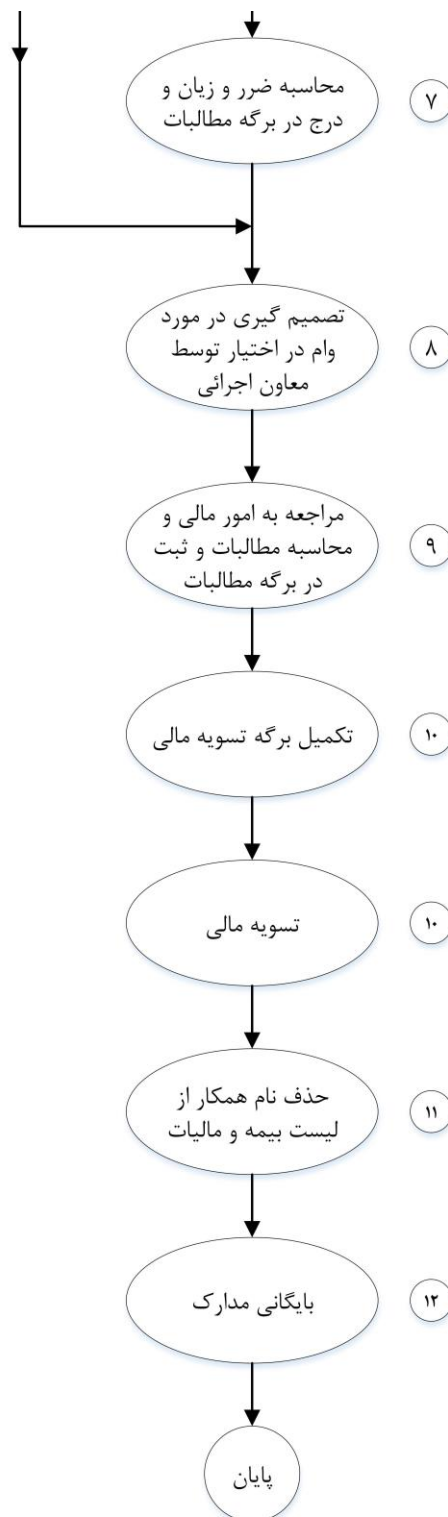 محاسبه ضرر و زیان و
درج در برگه مطالبات
۷
تصمیم گیری در مورد
وام در اختیار توسط
معاون اجرائی
۸
مراجعه به امور مالی و
محاسبه مطالبات و ثبت
در برگه مطالبات
۹
تکمیل برگه تسویه مالی
۱۰
تسویه مالی
۱۰
حذف نام همکار از
لیست بیمه و مالیات
۱۱
بایگانی مدارک
۱۲
پایان